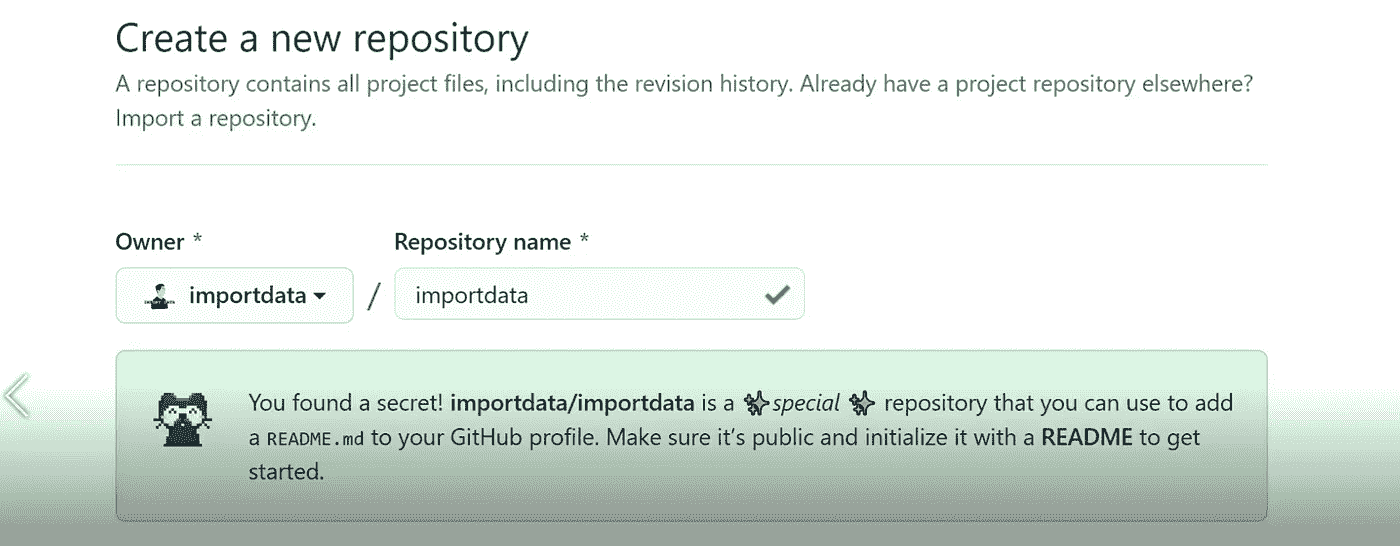 Create a new repository
A repository contains all project files, including the revision history. Already have a project repository elsewhere?
Import a repository.
Owner *
Repository name *
importdata
/
importdata
You found a secret! importdata/importdata is a ✨special ✨ repository that you can use to add
a README.md to your GitHub profile. Make sure it’s public and initialize it with a README to get
started.